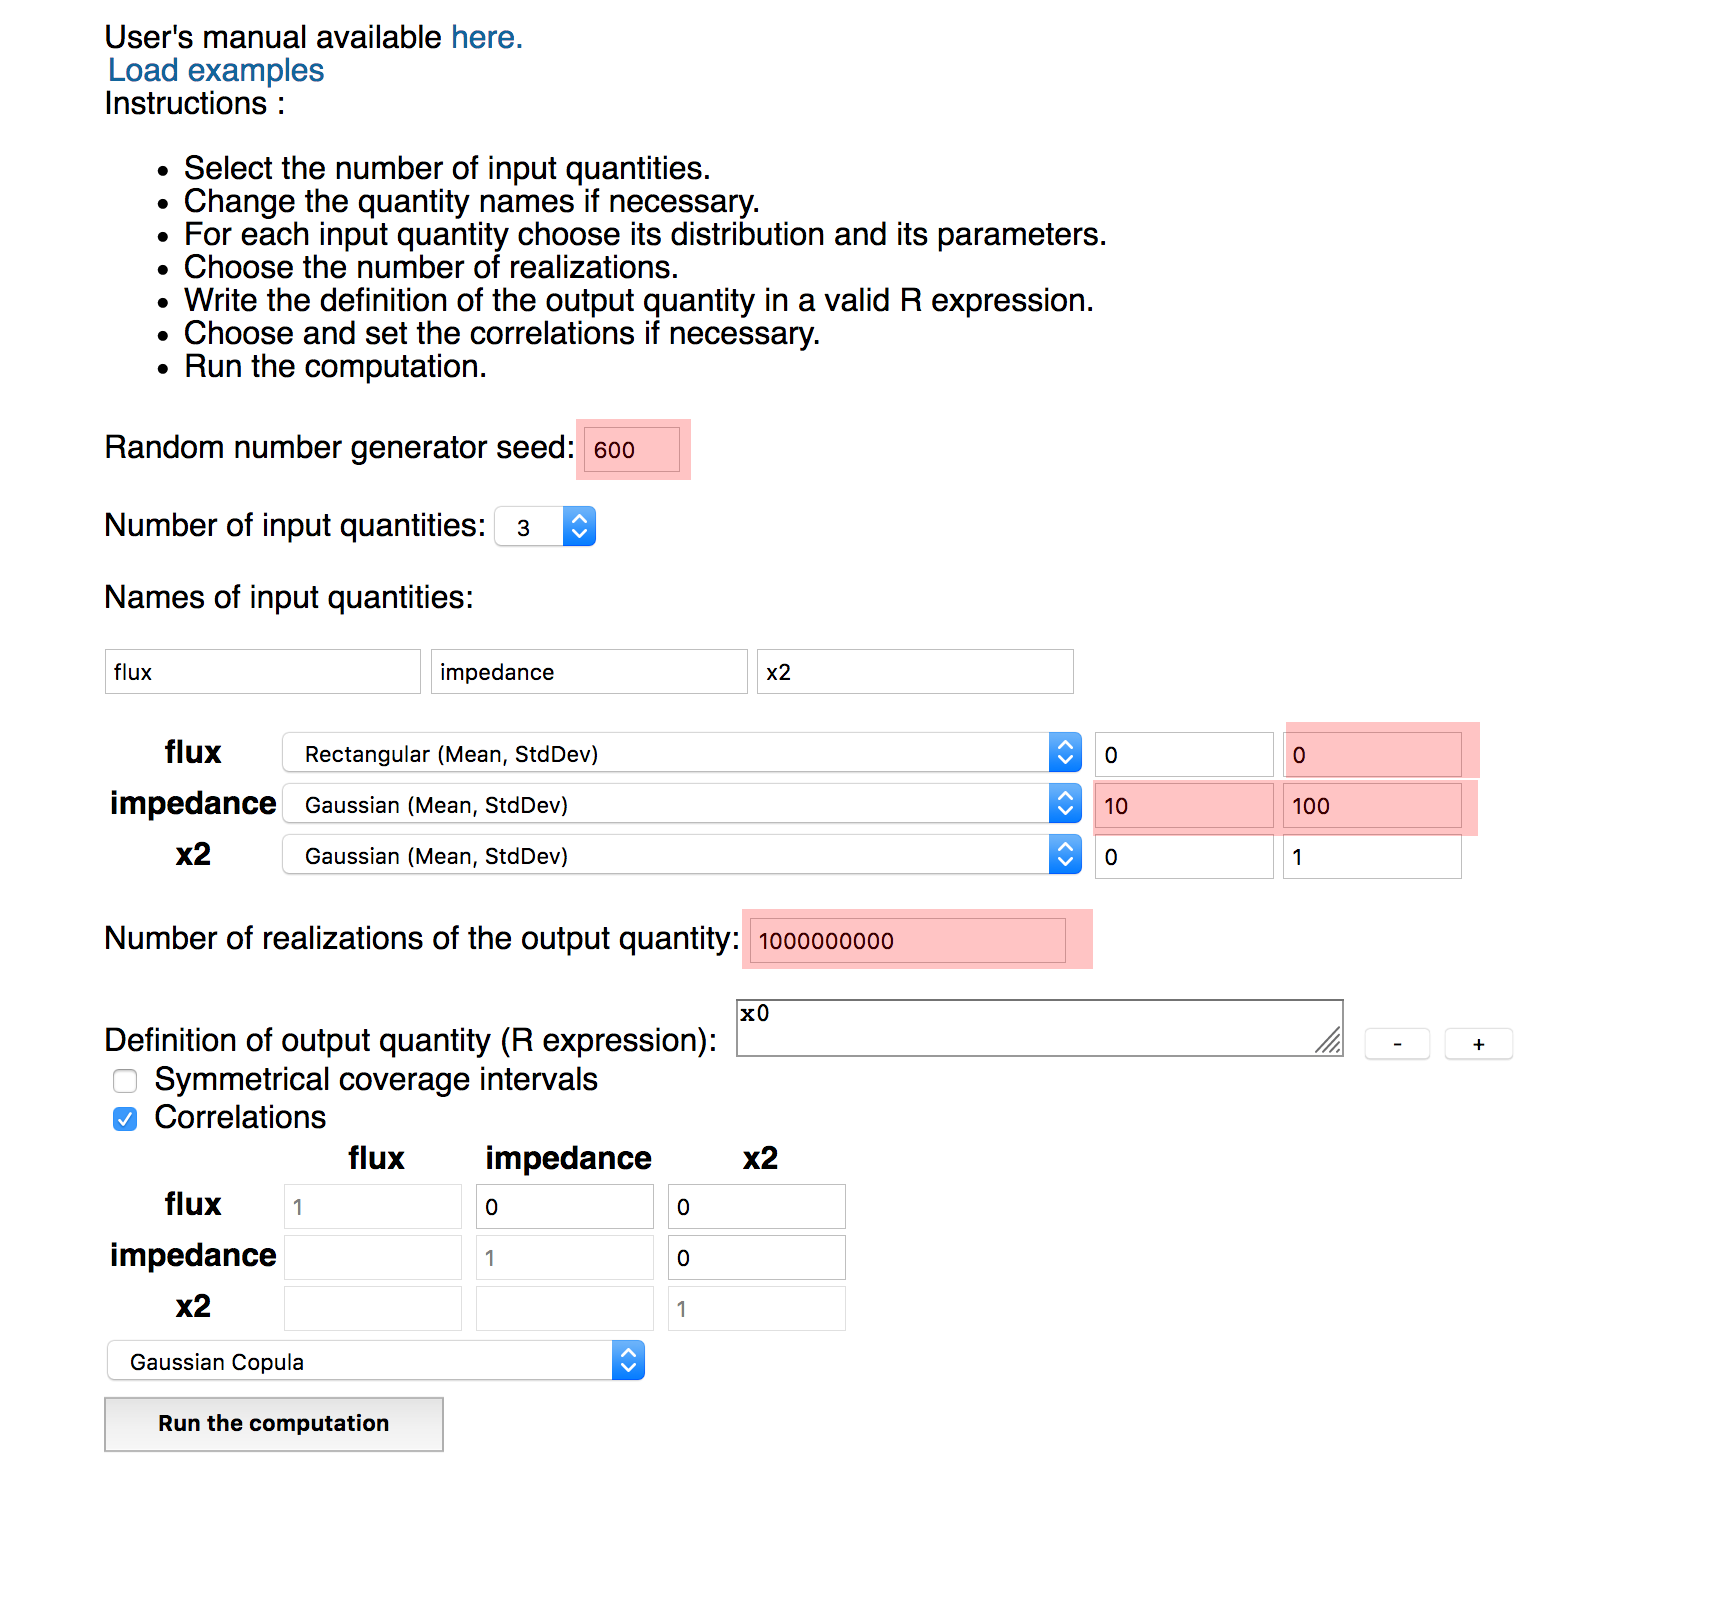 User's manual available here.
Load examples
Instructions :
• Select the number of input quantities.
• Change the quantity names if necessary.
• For each input quantity choose its distribution and its parameters.
• Choose the number of realizations.
• Write the definition of the output quantity in a valid R expression.
• Choose and set the correlations if necessary.
• Run the computation.
Random number generator seed: 600
Number of input quantities: 3
Names of input quantities:
flux impedance x2
flux Rectangular (Mean, StdDev) 0 0
impedance Gaussian (Mean, StdDev) 10 100
x2 Gaussian (Mean, StdDev) 0 1
Number of realizations of the output quantity: 1000000000
Definition of output quantity (R expression): x0 - +
Symmetrical coverage intervals
Correlations
flux impedance x2
flux 1 0 0
impedance 1 0
x2 1
Gaussian Copula
Run the computation